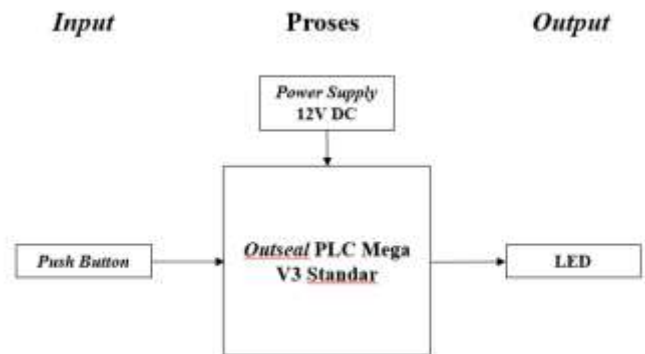 Input
Proses
Output
Power Supply
12V DC
Push Button
Outseal PLC Mega
V3 Standar
LED